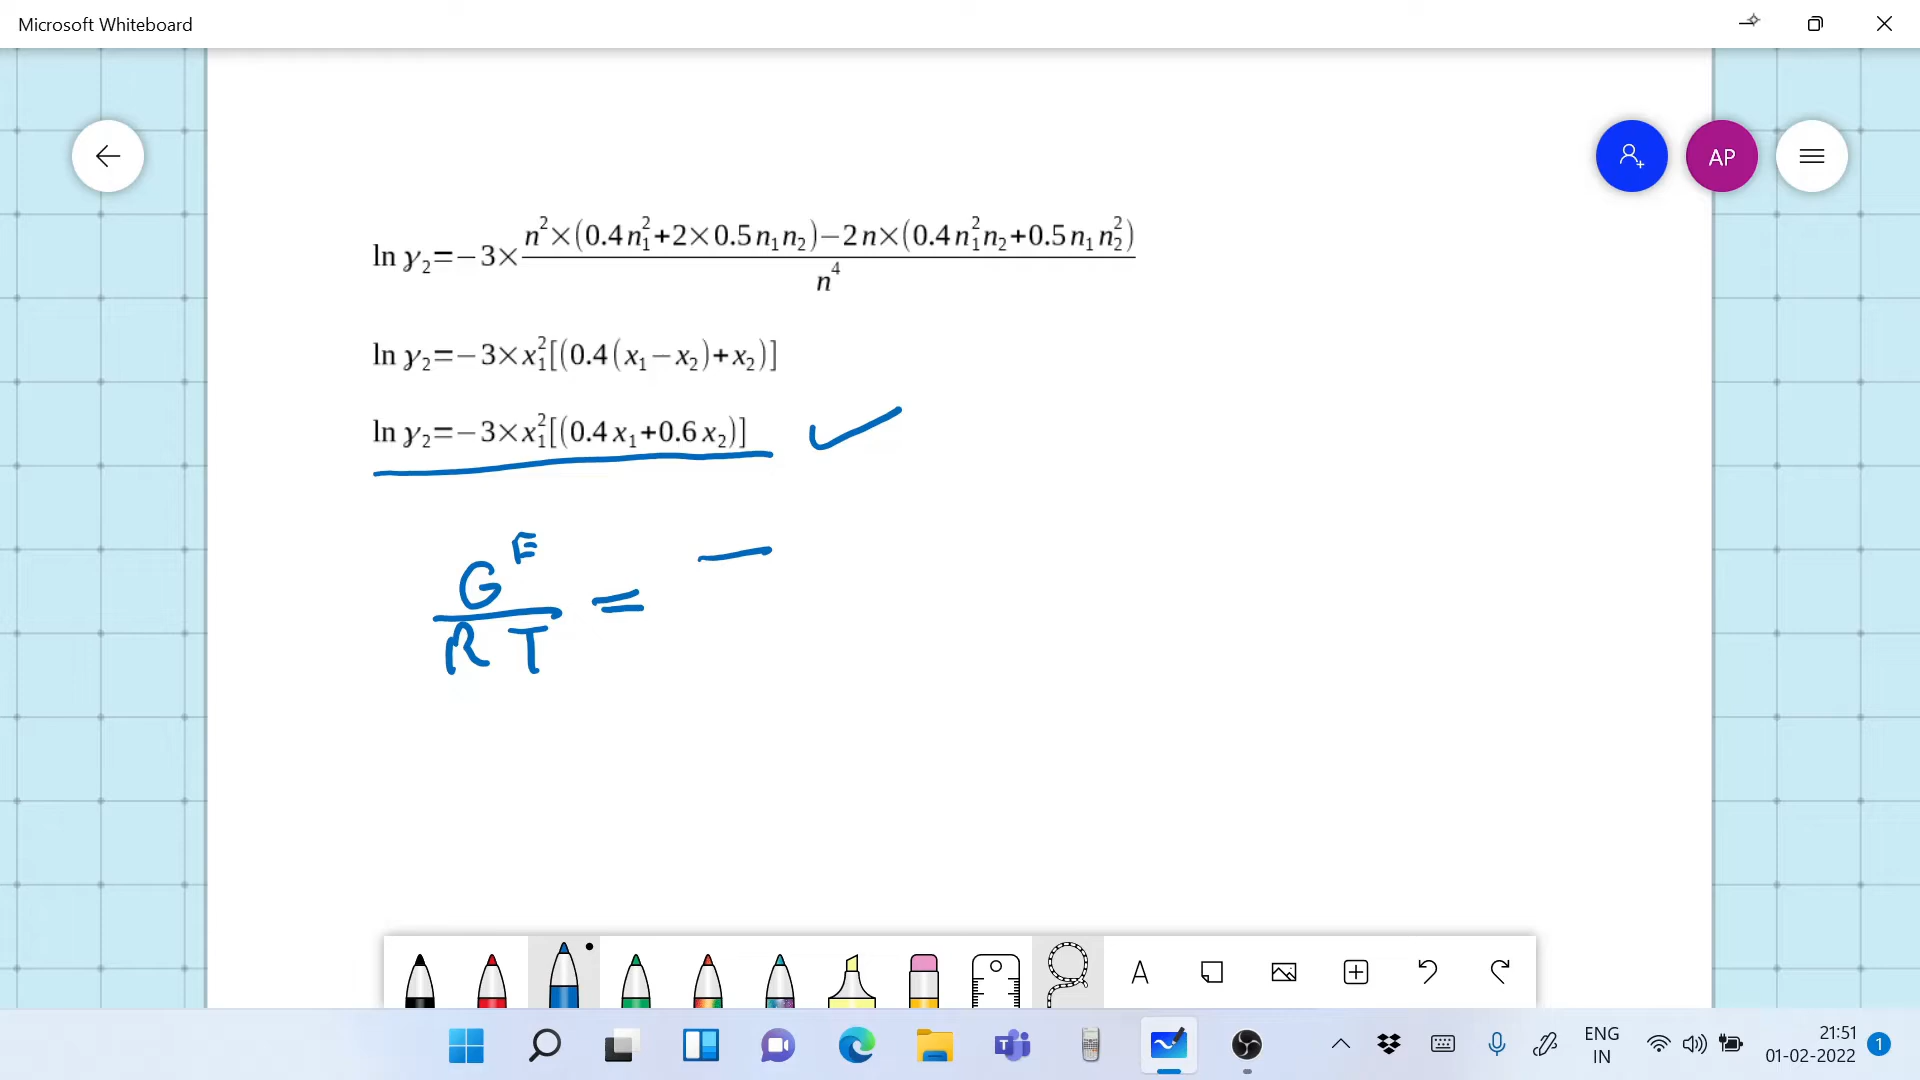 Microsoft Whiteboard
AP
ln γ₂=−3× \frac{n²×(0.4n₁²+2×0.5n₁n₂)−2n×(0.4n₁²n₂+0.5n₁n₂²)}{n⁴}
ln γ₂=−3×x₁²[(0.4(x₁−x₂)+x₂)]
ln γ₂=−3×x₁²[(0.4x₁+0.6x₂)]
\frac{G^E}{R T} = —
A
ENG
IN
21:51
01-02-2022
1